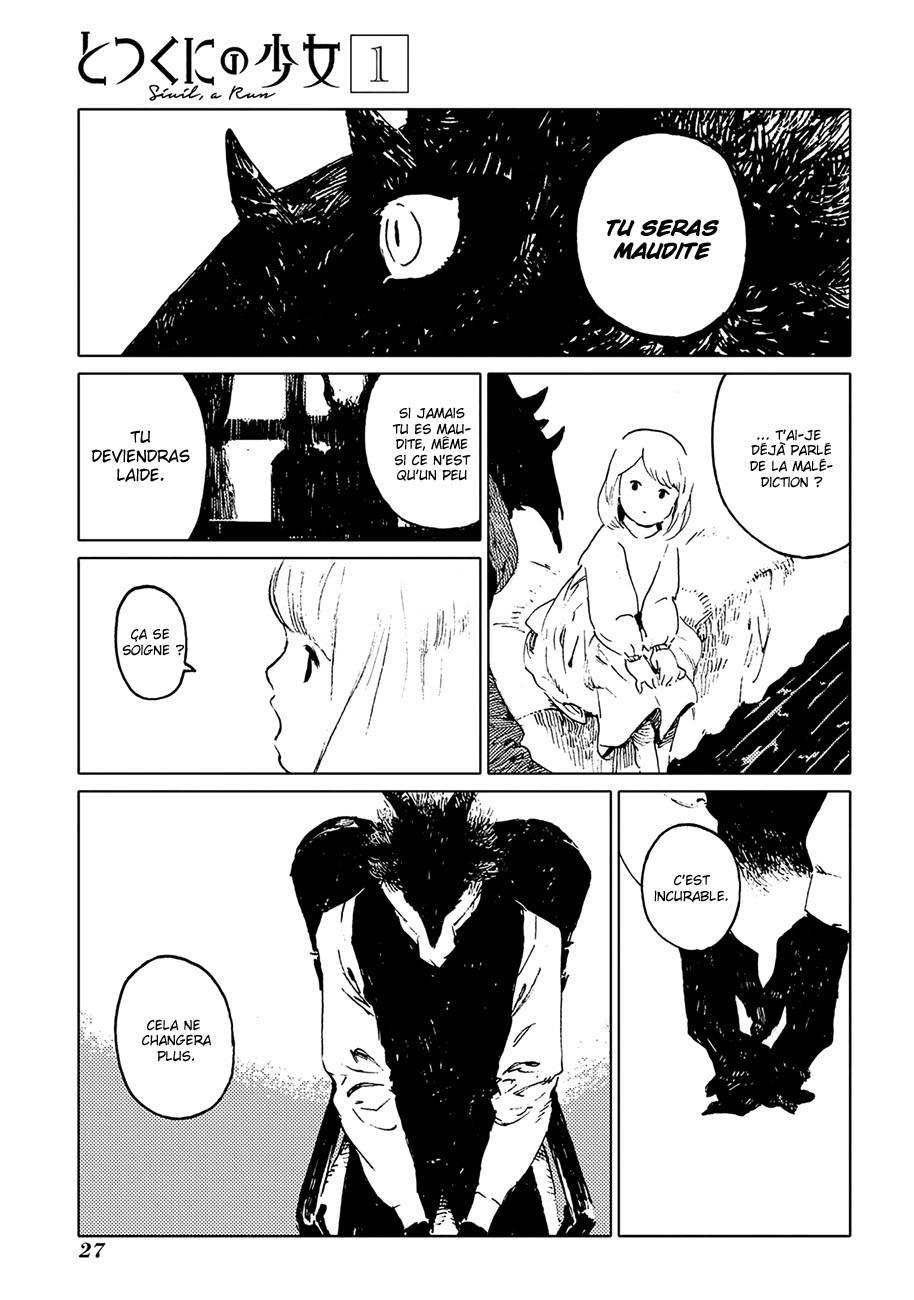 とつくにの少女 1
Siúil, a Rún
TU SERAS
MAUDITE
... T'AI-JE
DÉJÀ PARLÉ
DE LA MALÉ-
DICTION ?
SI JAMAIS
TU ES MAU-
DITE, MÊME
SI CE N'EST
QU'UN PEU
TU
DEVIENDRAS
LAIDE.
ÇA SE
SOIGNE ?
C'EST
INCURABLE.
CELA NE
CHANGERA
PLUS.
27